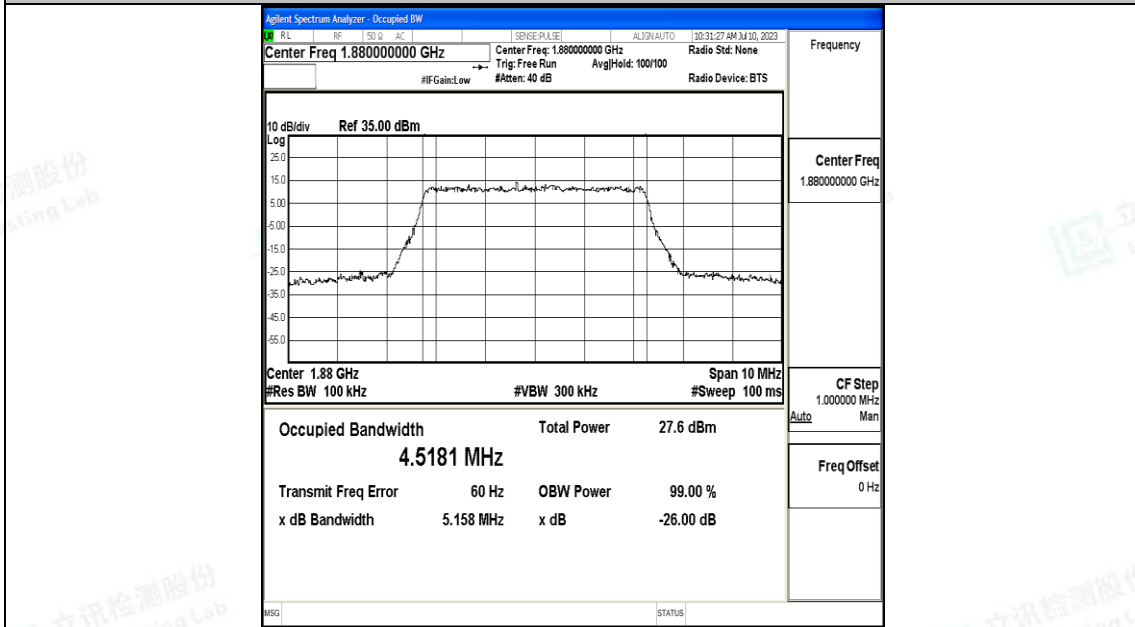 Agilent Spectrum Analyzer - Occupied BW
RL RF 50 Ω AC SENSE:PULSE ALIGN AUTO 10:31:27 AM Jul 10, 2023
Center Freq 1.880000000 GHz
Center Freq: 1.880000000 GHz Radio Std: None
Trig: Free Run Avg|Hold: 100/100
#IFGain:Low #Atten: 40 dB Radio Device: BTS
10 dB/div Ref 35.00 dBm
Log
25.0
15.0
5.00
-5.00
-15.0
-25.0
-35.0
-45.0
-55.0
Center 1.88 GHz Span 10 MHz
#Res BW 100 kHz #VBW 300 kHz #Sweep 100 ms
Occupied Bandwidth Total Power 27.6 dBm
4.5181 MHz
Transmit Freq Error 60 Hz OBW Power 99.00 %
x dB Bandwidth 5.158 MHz x dB -26.00 dB
MSG STATUS
Frequency
Center Freq
1.880000000 GHz
CF Step
1.000000 MHz
Auto Man
Freq Offset
0 Hz
立讯检测股份